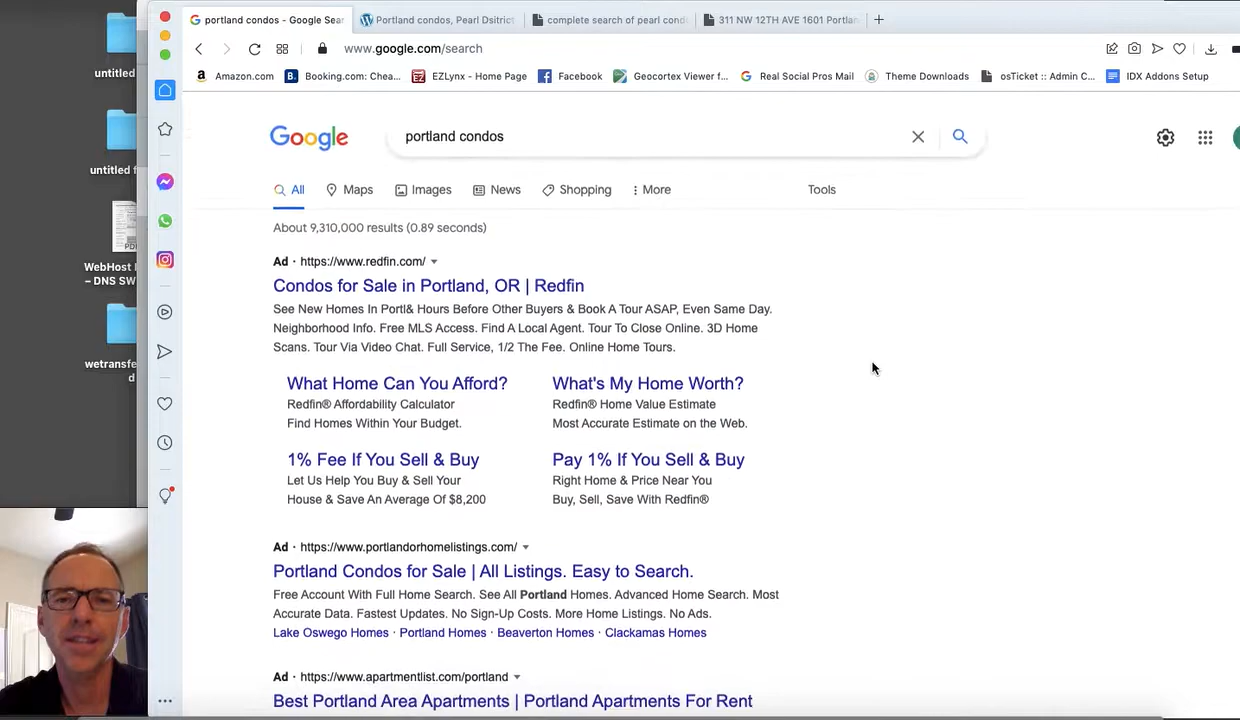 untitled
untitled f
PDF
WebHost
– DNS SW
wetransfe
d
portland condos - Google Sear
Portland condos, Pearl Dsitrict
complete search of pearl cond
311 NW 12TH AVE 1601 Portlan
www.google.com/search
Amazon.com
Booking.com: Chea...
EZLynx - Home Page
Facebook
Geocortex Viewer f...
Real Social Pros Mail
Theme Downloads
osTicket :: Admin C...
IDX Addons Setup
Google
portland condos
All
Maps
Images
News
Shopping
More
Tools
About 9,310,000 results (0.89 seconds)
Ad · https://www.redfin.com/
Condos for Sale in Portland, OR | Redfin
See New Homes In Portl& Hours Before Other Buyers & Book A Tour ASAP, Even Same Day.
Neighborhood Info. Free MLS Access. Find A Local Agent. Tour To Close Online. 3D Home
Scans. Tour Via Video Chat. Full Service, 1/2 The Fee. Online Home Tours.
What Home Can You Afford?
Redfin® Affordability Calculator
Find Homes Within Your Budget.
What's My Home Worth?
Redfin® Home Value Estimate
Most Accurate Estimate on the Web.
1% Fee If You Sell & Buy
Let Us Help You Buy & Sell Your
House & Save An Average Of $8,200
Pay 1% If You Sell & Buy
Right Home & Price Near You
Buy, Sell, Save With Redfin®
Ad · https://www.portlandorhomelistings.com/
Portland Condos for Sale | All Listings. Easy to Search.
Free Account With Full Home Search. See All Portland Homes. Advanced Home Search. Most
Accurate Data. Fastest Updates. No Sign-Up Costs. More Home Listings. No Ads.
Lake Oswego Homes · Portland Homes · Beaverton Homes · Clackamas Homes
Ad · https://www.apartmentlist.com/portland
Best Portland Area Apartments | Portland Apartments For Rent